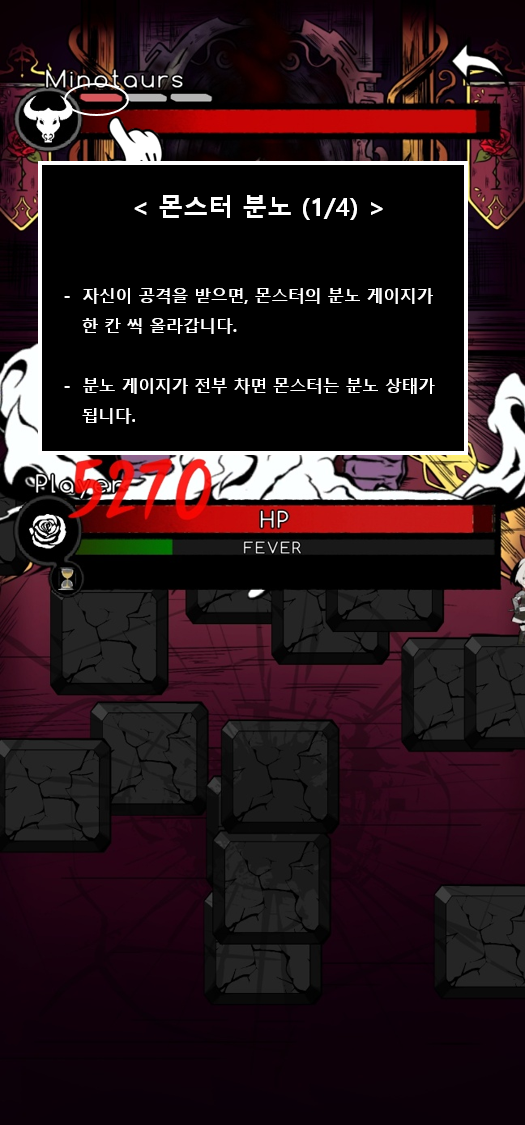 Minotaurs
< 몬스터 분노 (1/4) >
- 자신이 공격을 받으면, 몬스터의 분노 게이지가
한 칸 씩 올라갑니다.
- 분노 게이지가 전부 차면 몬스터는 분노 상태가
됩니다.
Player
5270
HP
FEVER